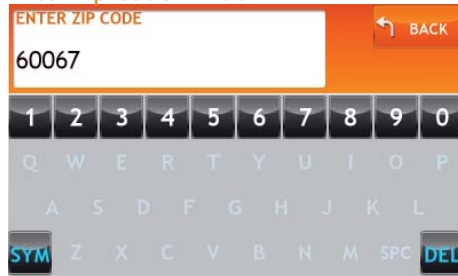 ENTER ZIP CODE
BACK
60067
1 2 3 4 5 6 7 8 9 0
Q W E R T Y U I O P
A S D F G H J K L
SYM Z X C V B N M SPC DEL